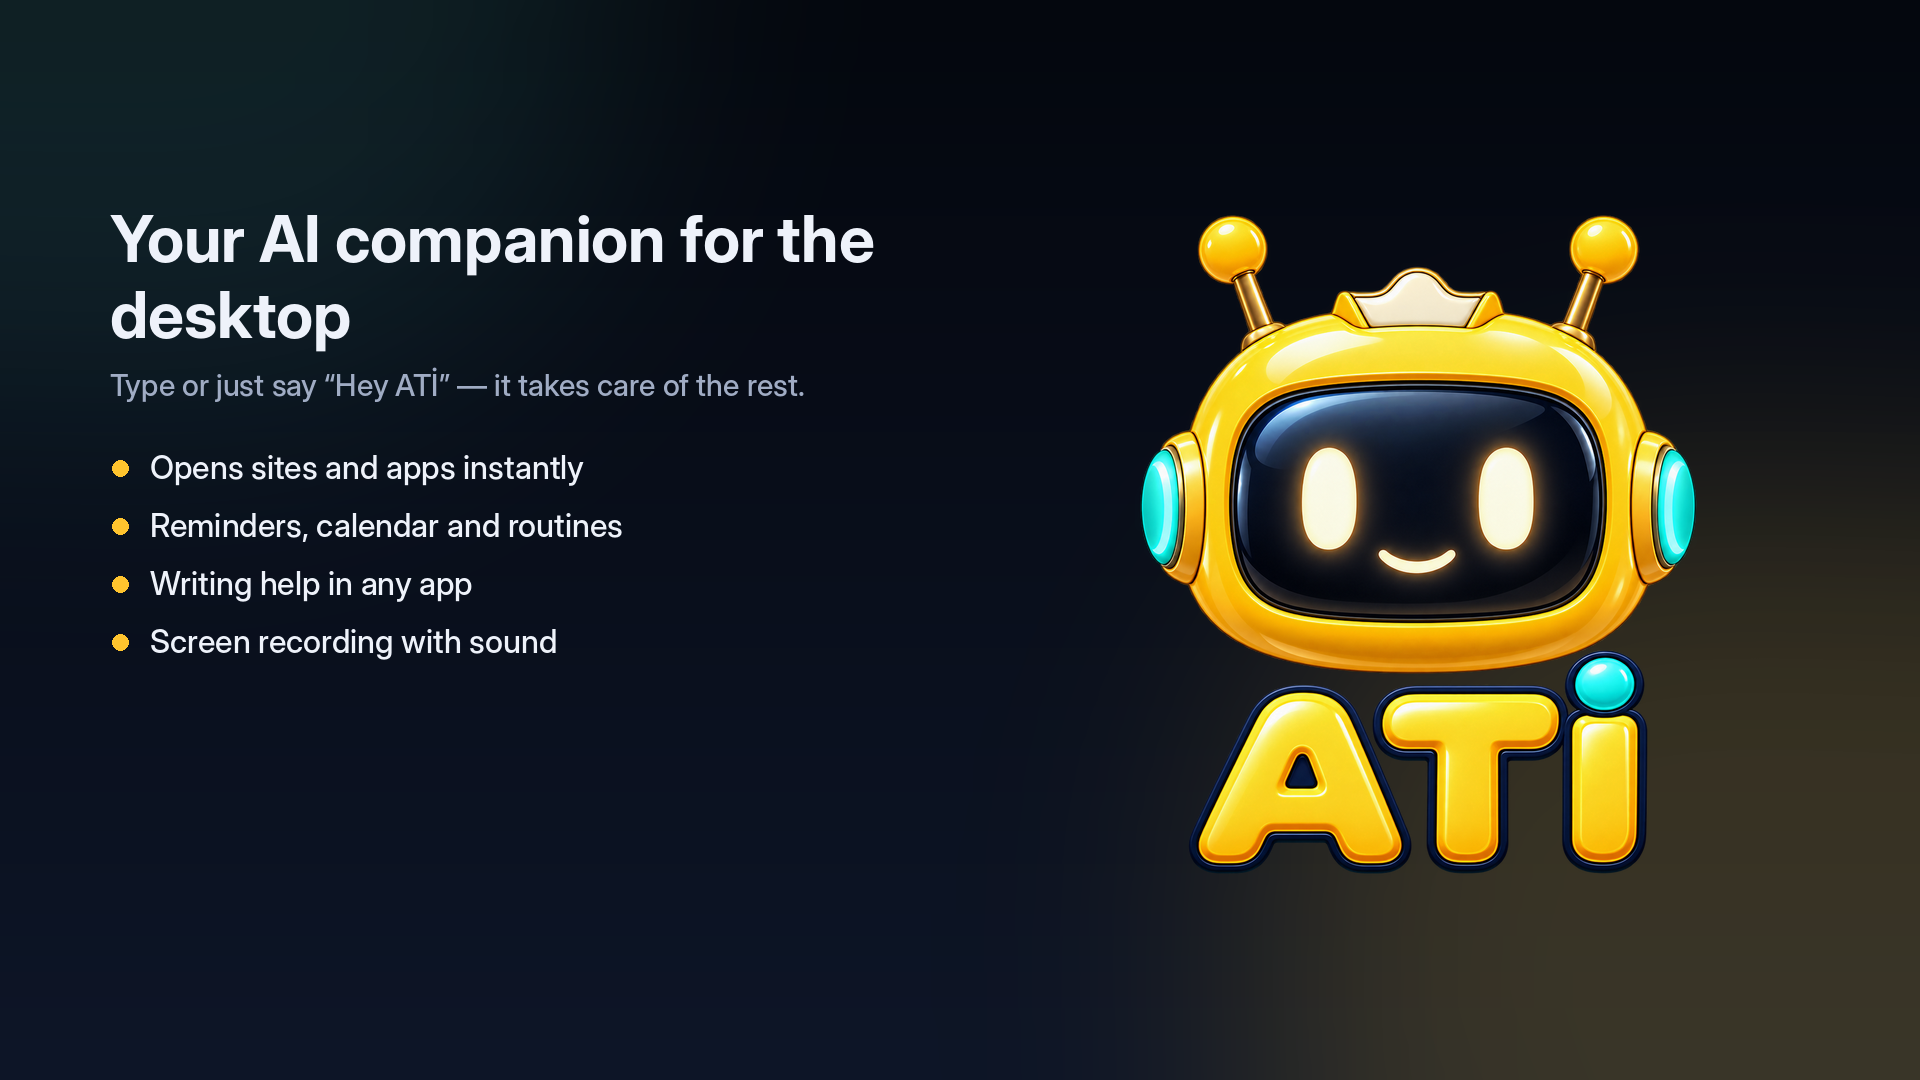 Your AI companion for the
desktop
Type or just say “Hey ATİ” — it takes care of the rest.
Opens sites and apps instantly
Reminders, calendar and routines
Writing help in any app
Screen recording with sound
ATİ